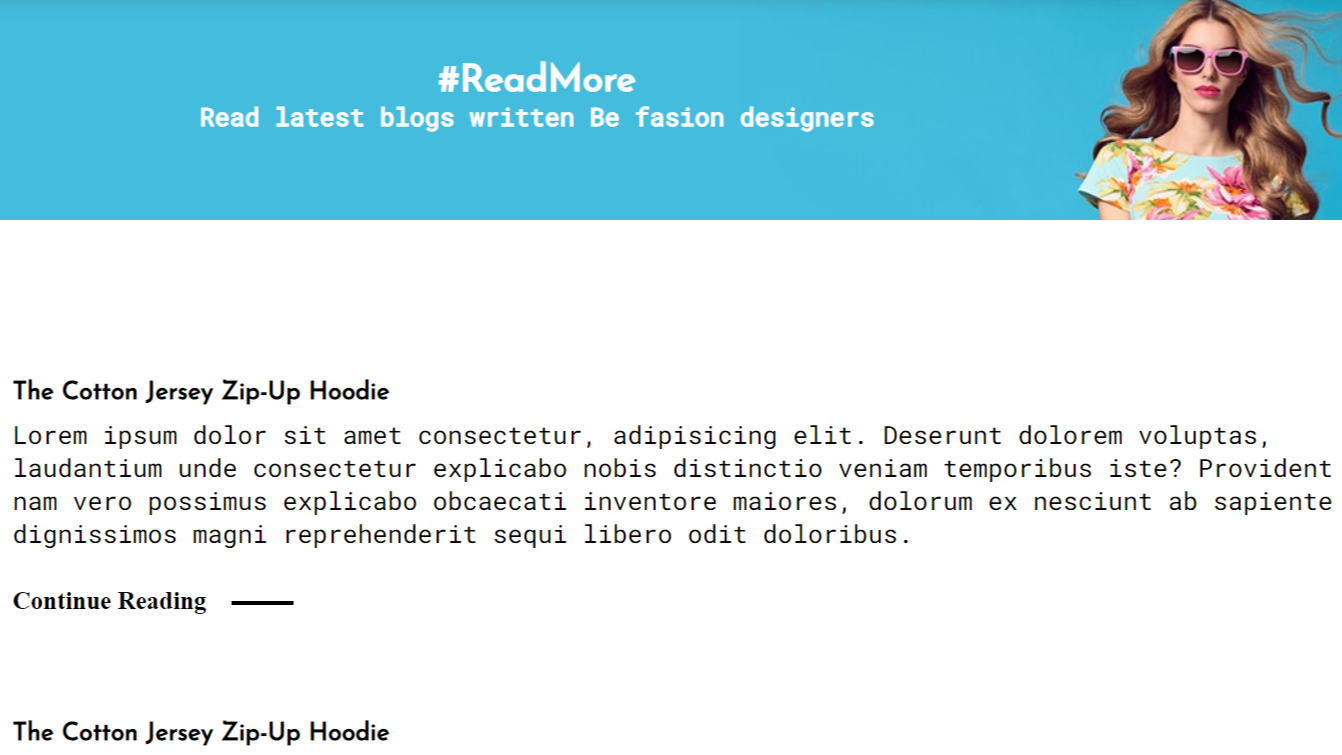 #ReadMore
Read latest blogs written Be fasion designers
The Cotton Jersey Zip-Up Hoodie
Lorem ipsum dolor sit amet consectetur, adipisicing elit. Deserunt dolorem voluptas,
laudantium unde consectetur explicabo nobis distinctio veniam temporibus iste? Provident
nam vero possimus explicabo obcaecati inventore maiores, dolorum ex nesciunt ab sapiente
dignissimos magni reprehenderit sequi libero odit doloribus.
Continue Reading
The Cotton Jersey Zip-Up Hoodie